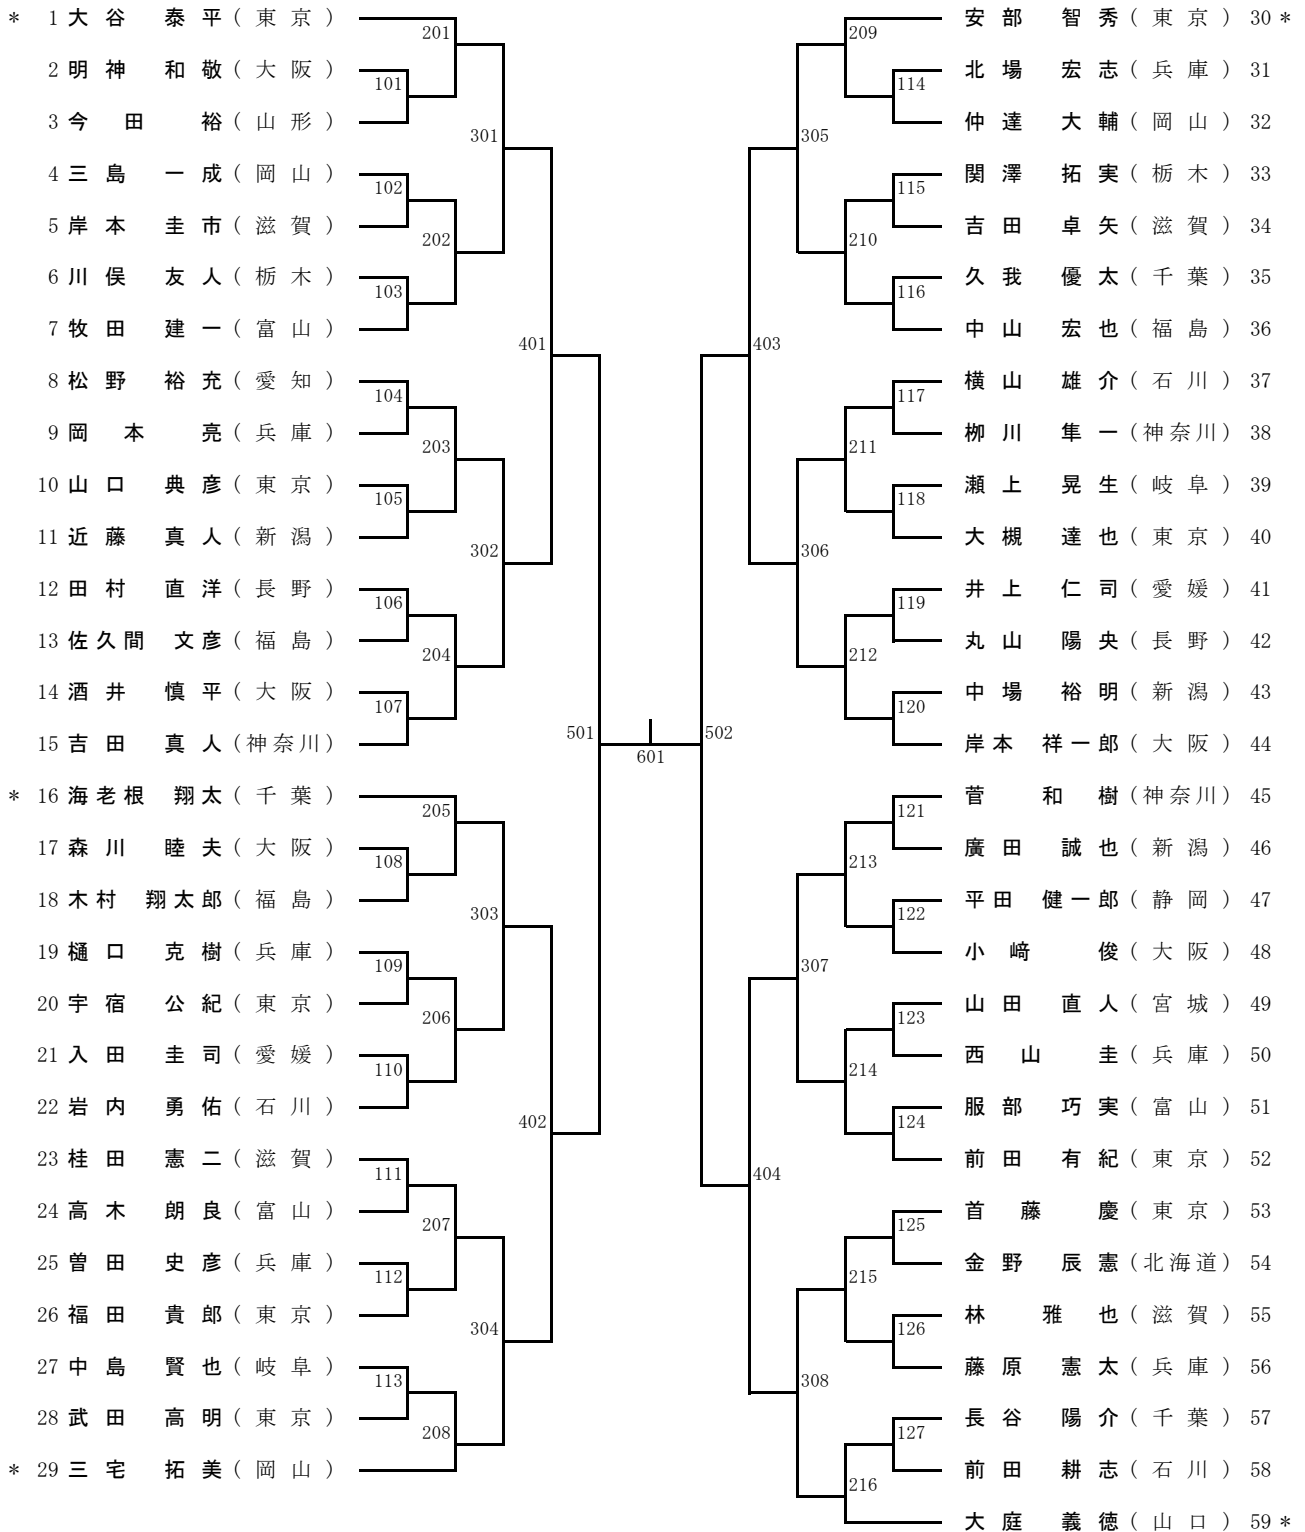 * 1 大谷 泰平 (東京)
2 明神 和敬 (大阪)
3 今田 裕 (山形)
4 三島 一成 (岡山)
5 岸本 圭市 (滋賀)
6 川俣 友人 (栃木)
7 牧田 建一 (富山)
8 松野 裕充 (愛知)
9 岡本 亮 (兵庫)
10 山口 典彦 (東京)
11 近藤 真人 (新潟)
12 田村 直洋 (長野)
13 佐久間 文彦 (福島)
14 酒井 慎平 (大阪)
15 吉田 真人 (神奈川)
* 16 海老根 翔太 (千葉)
17 森川 睦夫 (大阪)
18 木村 翔太郎 (福島)
19 樋口 克樹 (兵庫)
20 宇宿 公紀 (東京)
21 入田 圭司 (愛媛)
22 岩内 勇佑 (石川)
23 桂田 憲二 (滋賀)
24 高木 朗良 (富山)
25 曽田 史彦 (兵庫)
26 福田 貴郎 (東京)
27 中島 賢也 (岐阜)
28 武田 高明 (東京)
* 29 三宅 拓美 (岡山)
101
102
103
104
105
106
107
108
109
110
111
112
113
201
202
203
204
205
206
207
208
301
302
303
304
401
402
501
601
502
403
404
305
306
307
308
209
210
211
212
213
214
215
216
114
115
116
117
118
119
120
121
122
123
124
125
126
127
安部 智秀 (東京) 30 *
北場 宏志 (兵庫) 31
仲達 大輔 (岡山) 32
関澤 拓実 (栃木) 33
吉田 卓矢 (滋賀) 34
久我 優太 (千葉) 35
中山 宏也 (福島) 36
横山 雄介 (石川) 37
栁川 隼一 (神奈川) 38
瀬上 晃生 (岐阜) 39
大槻 達也 (東京) 40
井上 仁司 (愛媛) 41
丸山 陽央 (長野) 42
中場 裕明 (新潟) 43
岸本 祥一郎 (大阪) 44
菅 和樹 (神奈川) 45
廣田 誠也 (新潟) 46
平田 健一郎 (静岡) 47
小﨑 俊 (大阪) 48
山田 直人 (宮城) 49
西山 圭 (兵庫) 50
服部 巧実 (富山) 51
前田 有紀 (東京) 52
首藤 慶 (東京) 53
金野 辰憲 (北海道) 54
林 雅也 (滋賀) 55
藤原 憲太 (兵庫) 56
長谷 陽介 (千葉) 57
前田 耕志 (石川) 58
大庭 義徳 (山口) 59 *